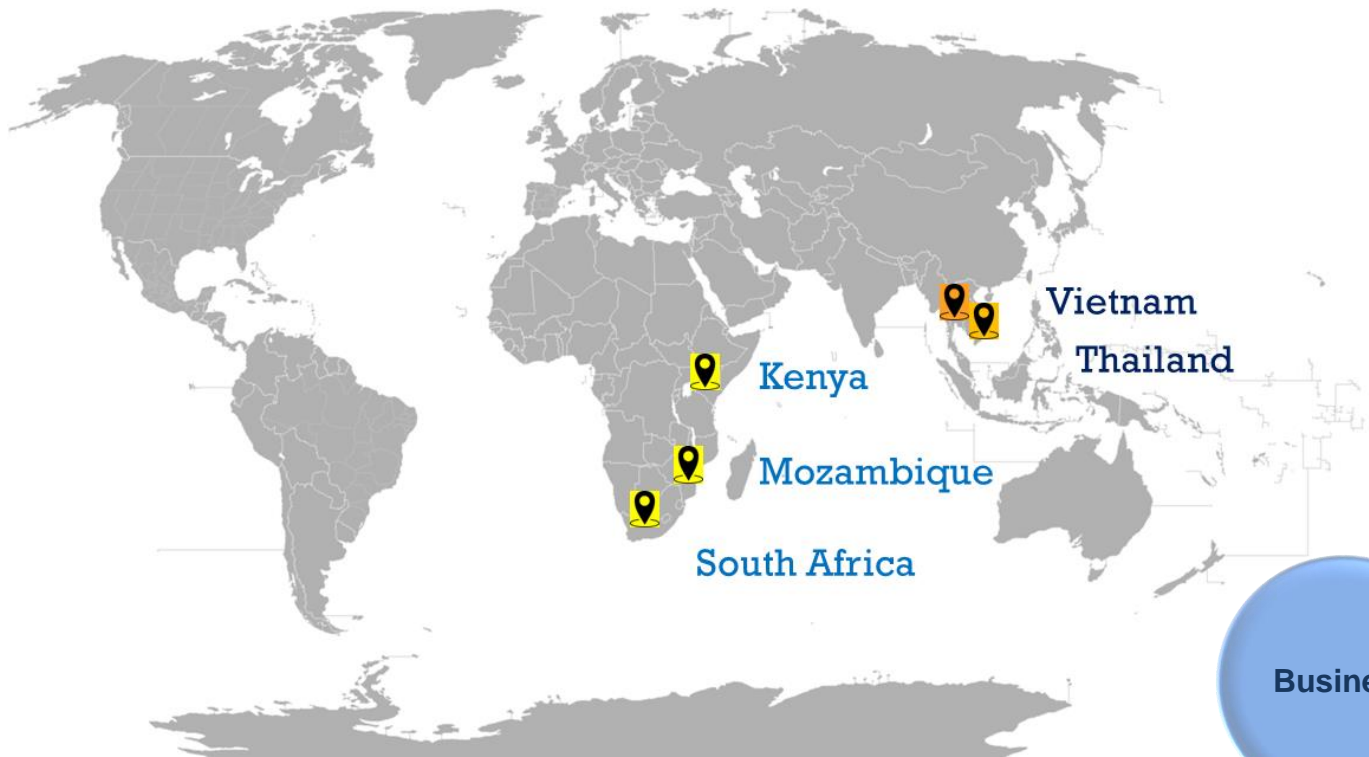 Vietnam
Thailand
Kenya
Mozambique
South Africa
Busine